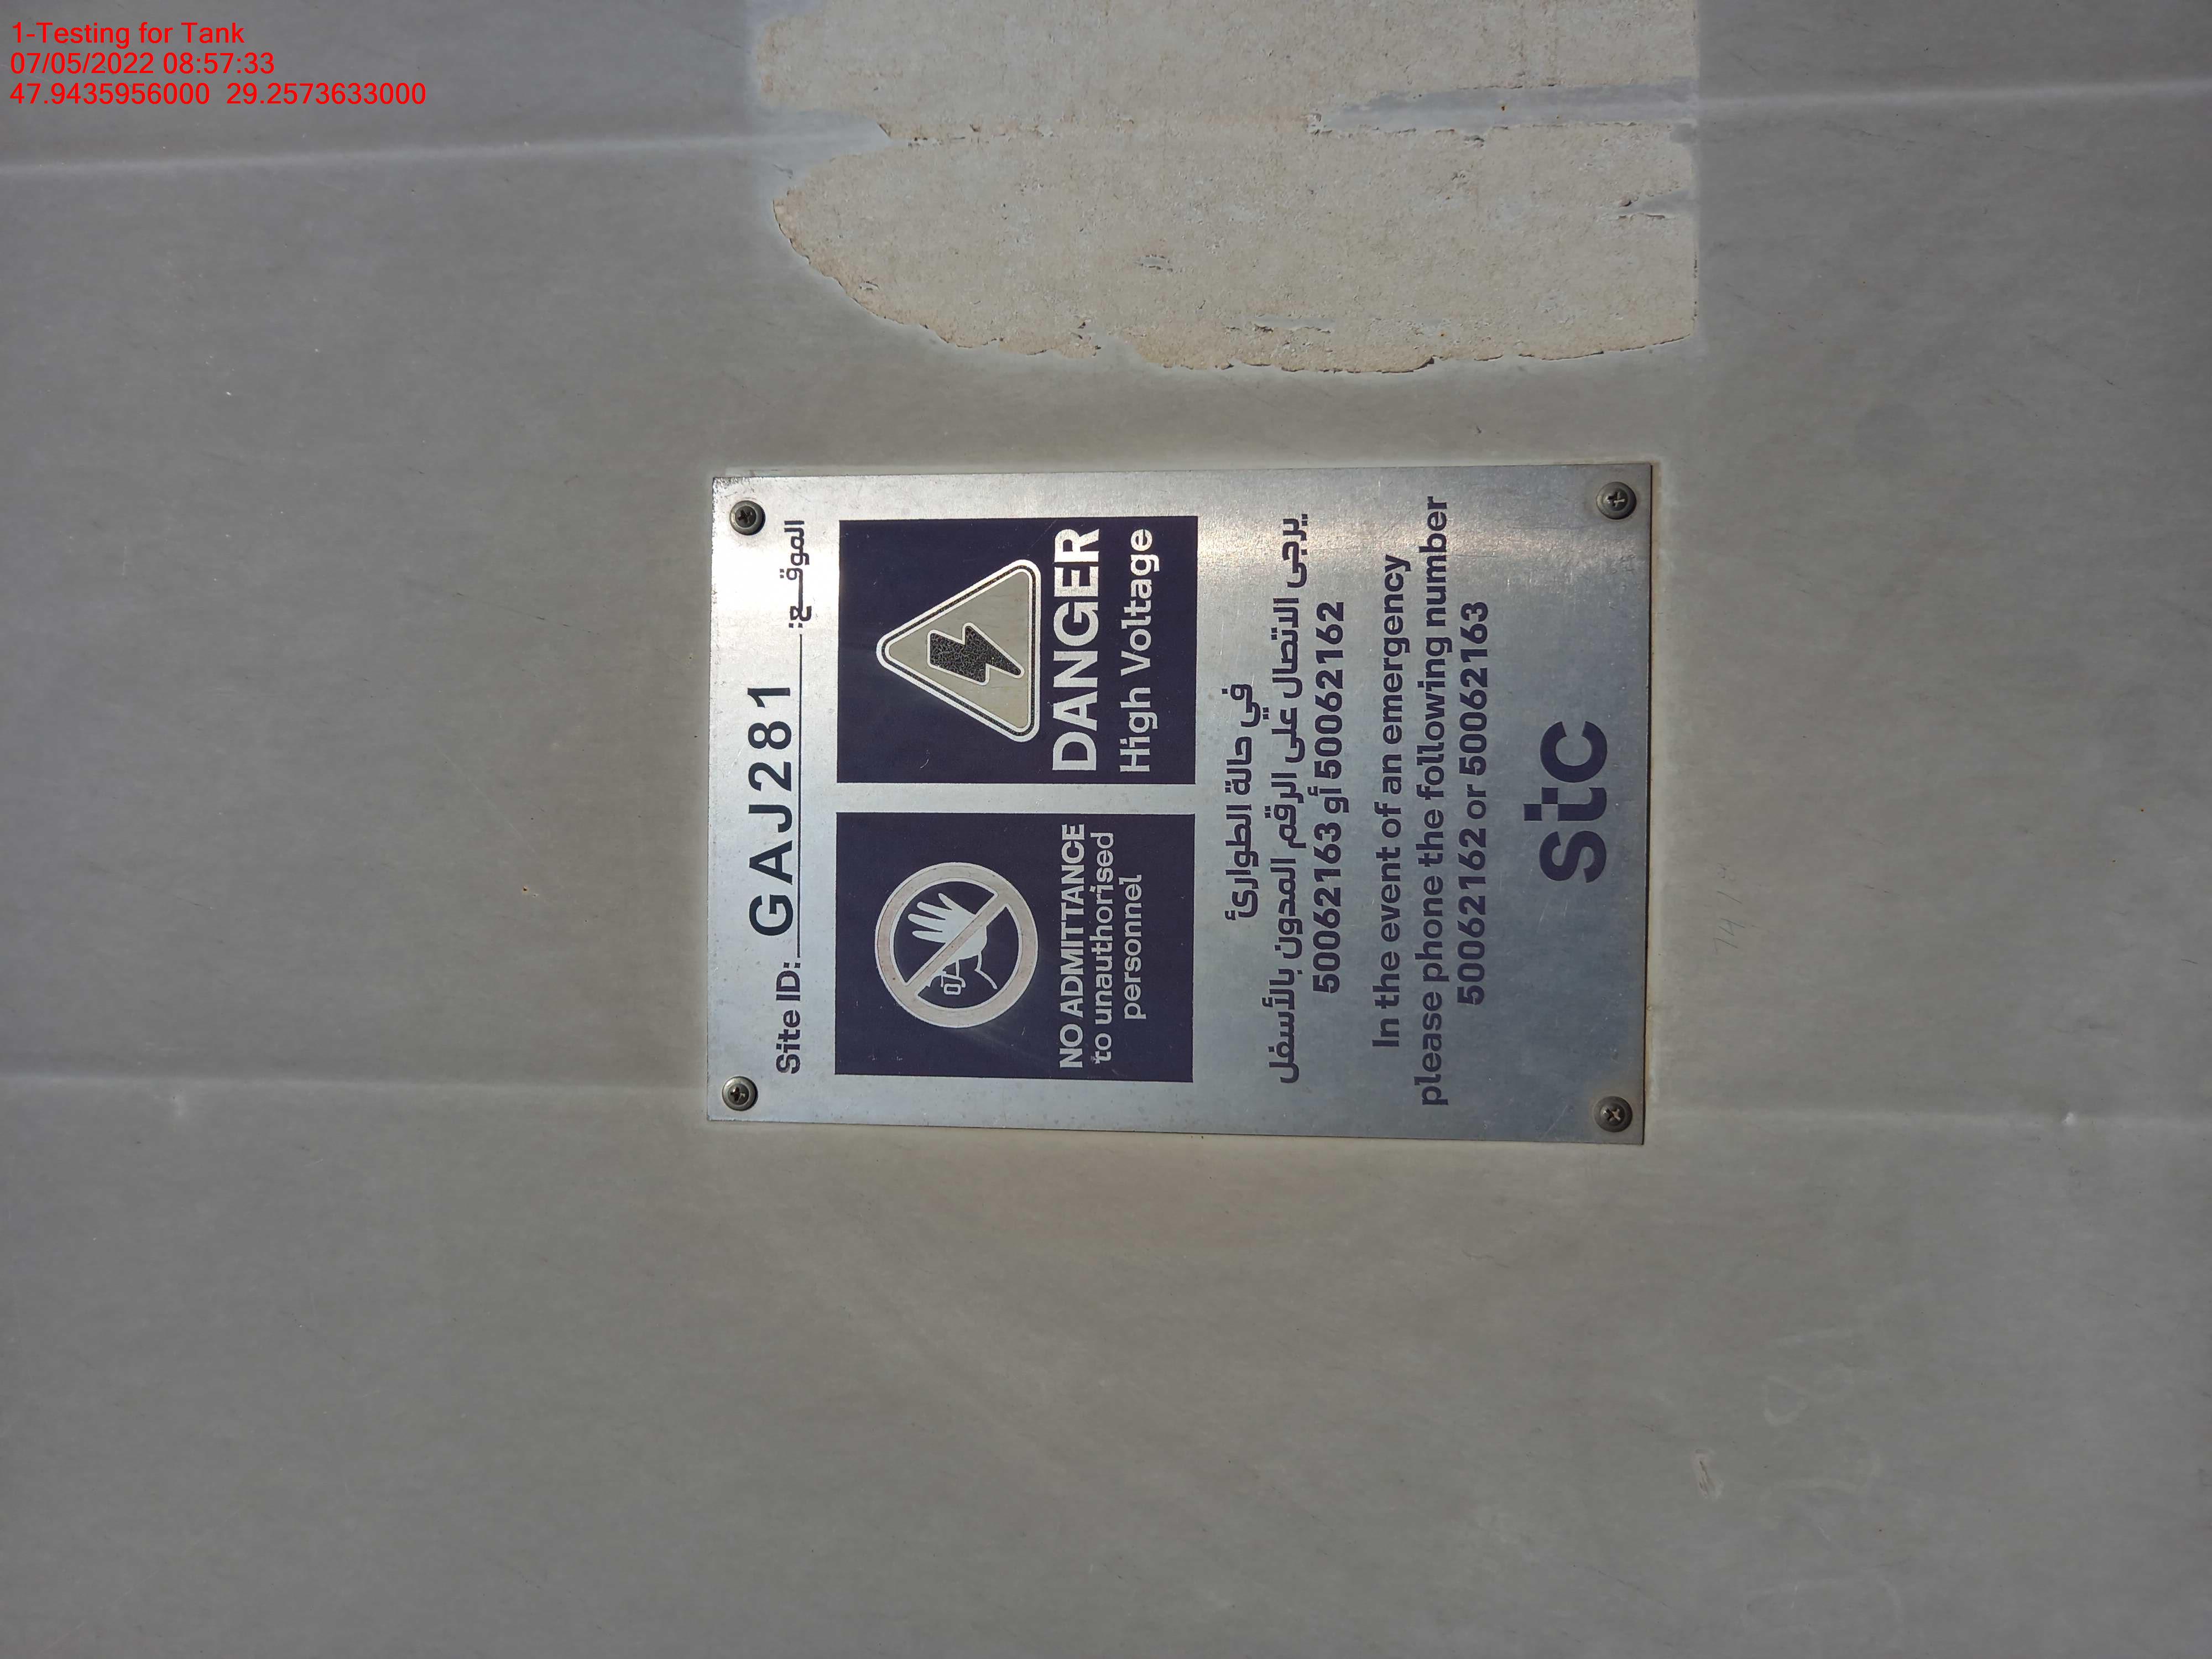 1-Testing for Tank
07/05/2022 08:57:33
47.9435956000 29.2573633000
Site ID: GAJ281 الموقـع:
NO ADMITTANCE
to unauthorised
personnel
DANGER
High Voltage
في حالة الطوارئ
يرجى الاتصال على الرقم المدون بالأسفل
50062162 أو 50062163
In the event of an emergency
please phone the following number
50062162 or 50062163
stc